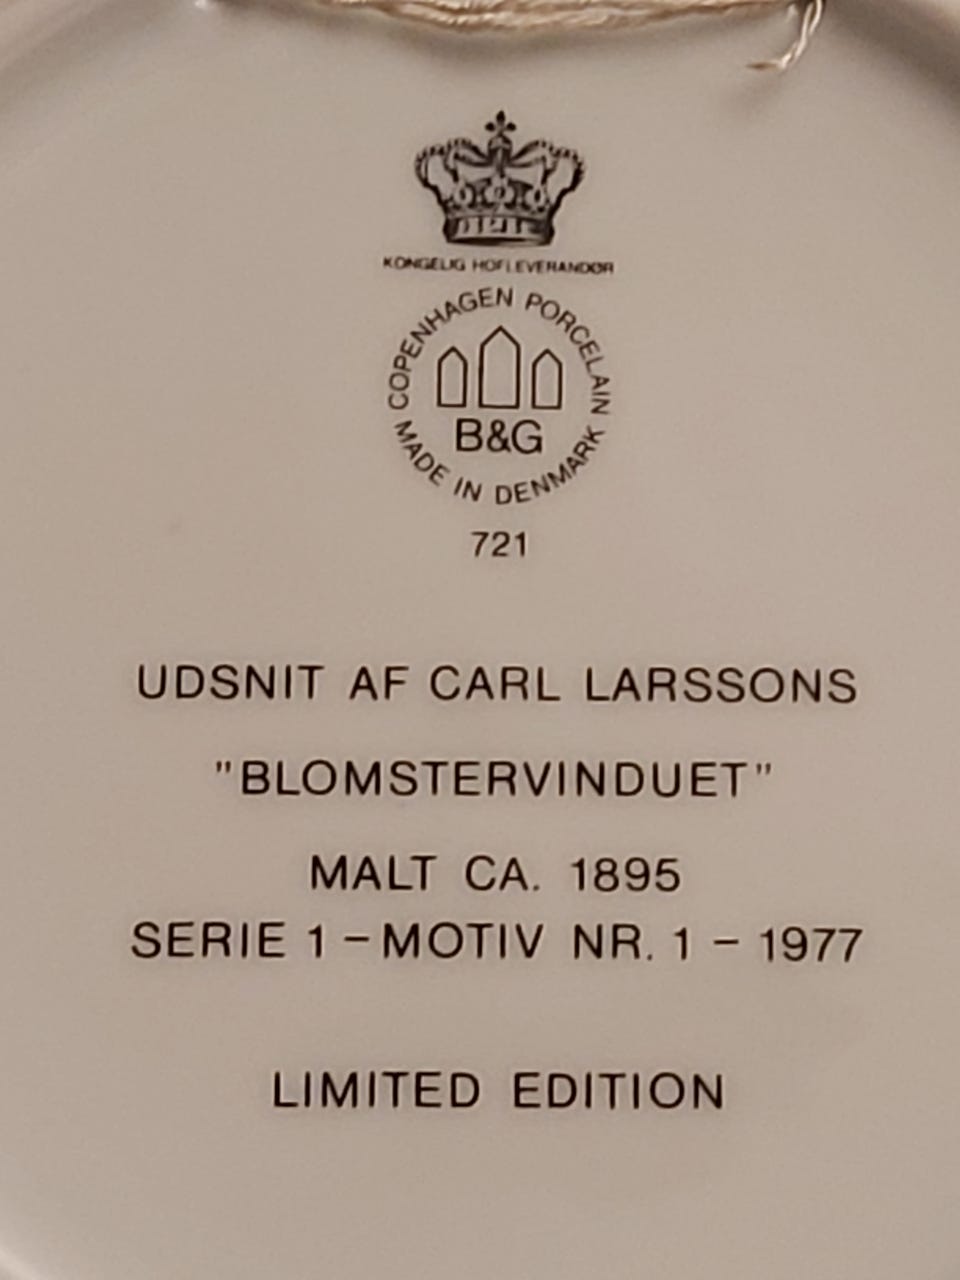 KONGELIG HOFLEVERANDØR
COPENHAGEN PORCELAIN
B&G
MADE IN DENMARK
721
UDSNIT AF CARL LARSSONS
"BLOMSTERVINDUET"
MALT CA. 1895
SERIE 1 – MOTIV NR. 1 – 1977
LIMITED EDITION